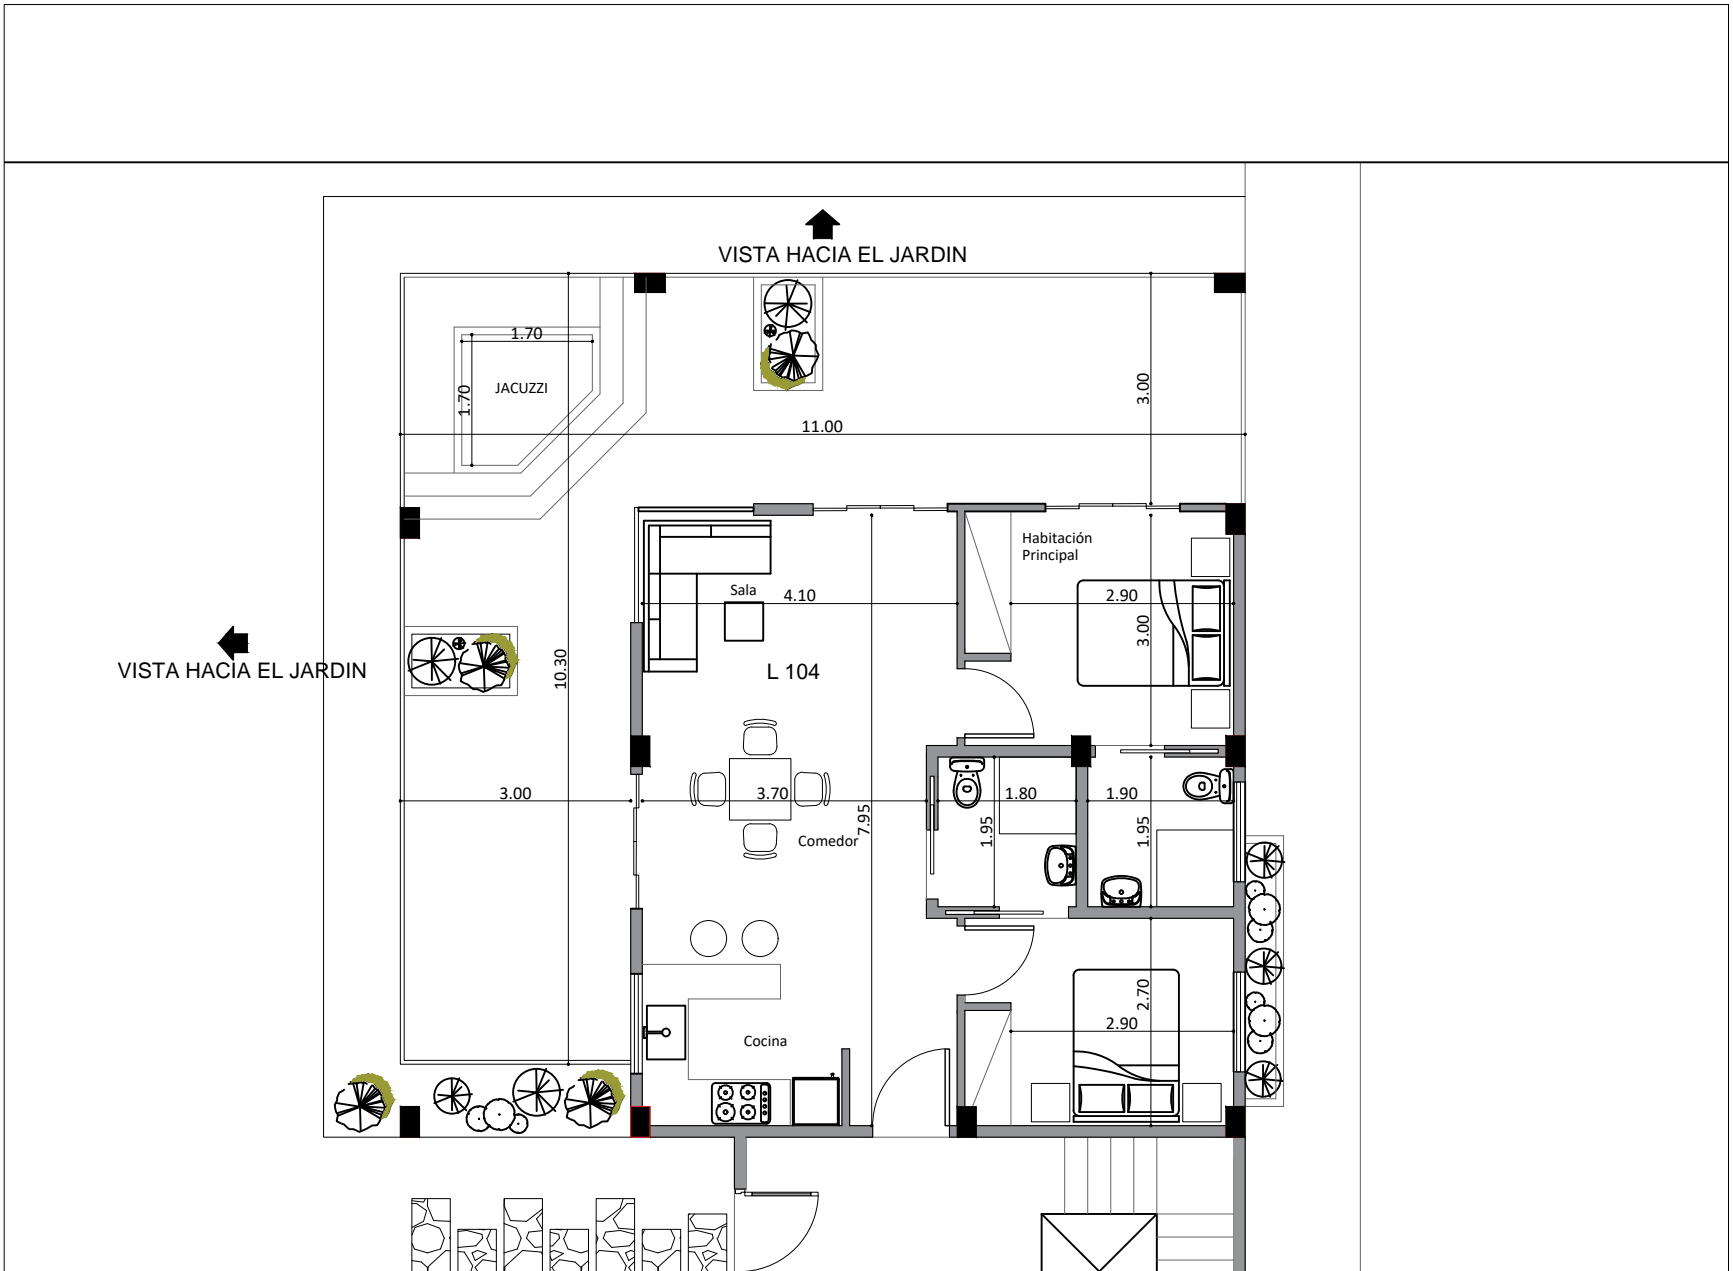 VISTA HACIA EL JARDIN
1.70
JACUZZI
1.70
3.00
11.00
Habitación
Principal
Sala
4.10
2.90
3.00
L 104
10.30
VISTA HACIA EL JARDIN
3.00
3.70
7.95
1.80
1.90
1.95
1.95
Comedor
2.70
2.90
Cocina